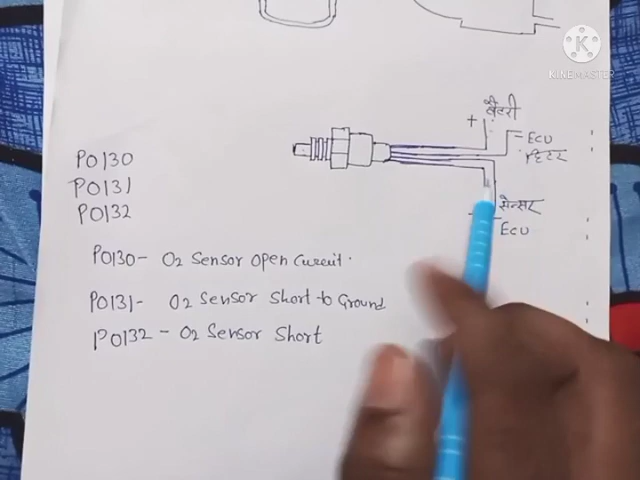 K
KINEMASTER
बैटरी
+
ECU
हिटर
P0130
P0131
P0132
सेन्सर
ECU
P0130- O2 Sensor Open Curcuit.
P0131- O2 Sensor Short to Ground
P0132 - O2 Sensor Short